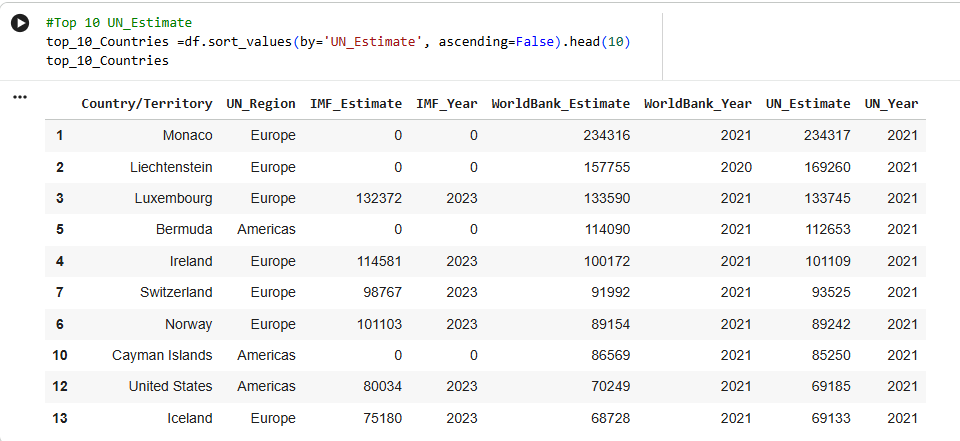 #Top 10 UN_Estimate
top_10_Countries =df.sort_values(by='UN_Estimate', ascending=False).head(10)
top_10_Countries
Country/Territory UN_Region IMF_Estimate IMF_Year WorldBank_Estimate WorldBank_Year UN_Estimate UN_Year
1 Monaco Europe 0 0 234316 2021 234317 2021
2 Liechtenstein Europe 0 0 157755 2020 169260 2021
3 Luxembourg Europe 132372 2023 133590 2021 133745 2021
5 Bermuda Americas 0 0 114090 2021 112653 2021
4 Ireland Europe 114581 2023 100172 2021 101109 2021
7 Switzerland Europe 98767 2023 91992 2021 93525 2021
6 Norway Europe 101103 2023 89154 2021 89242 2021
10 Cayman Islands Americas 0 0 86569 2021 85250 2021
12 United States Americas 80034 2023 70249 2021 69185 2021
13 Iceland Europe 75180 2023 68728 2021 69133 2021